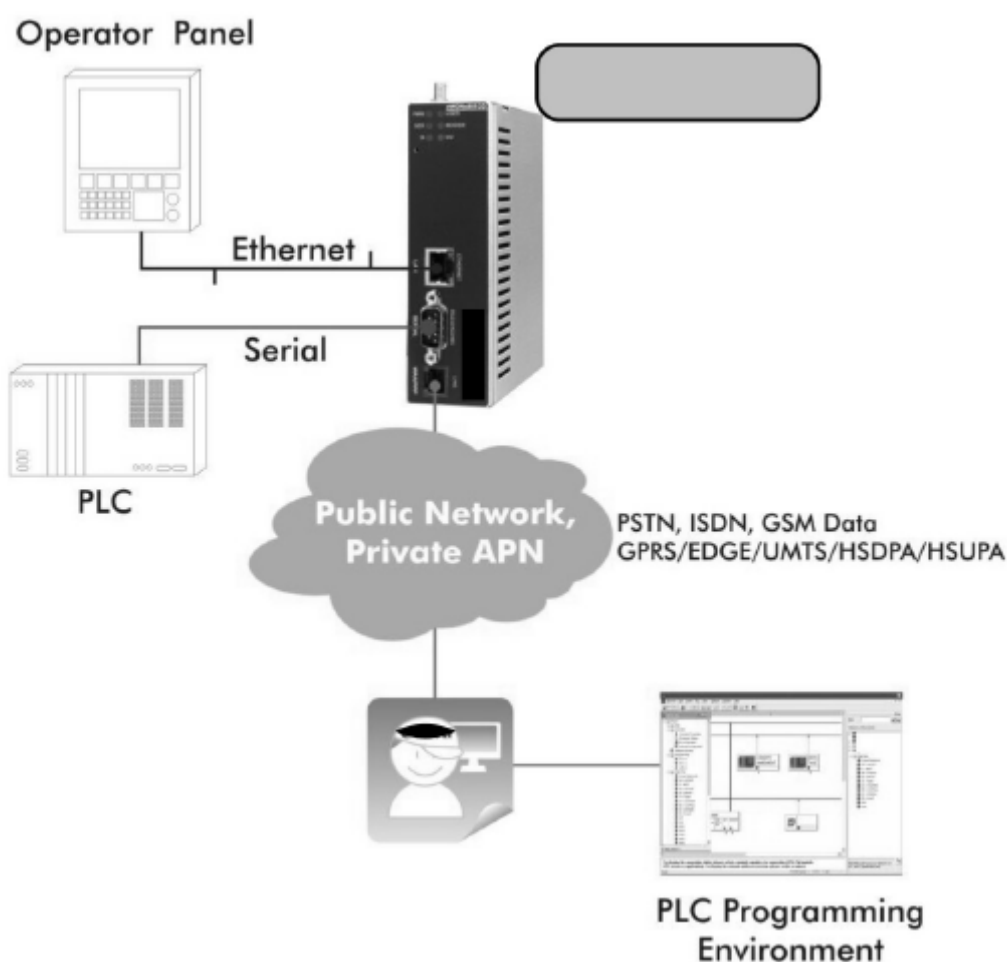 Operator Panel
Ethernet
Serial
PLC
Public Network,
Private APN
PSTN, ISDN, GSM Data
GPRS/EDGE/UMTS/HSDPA/HSUPA
PLC Programming
Environment